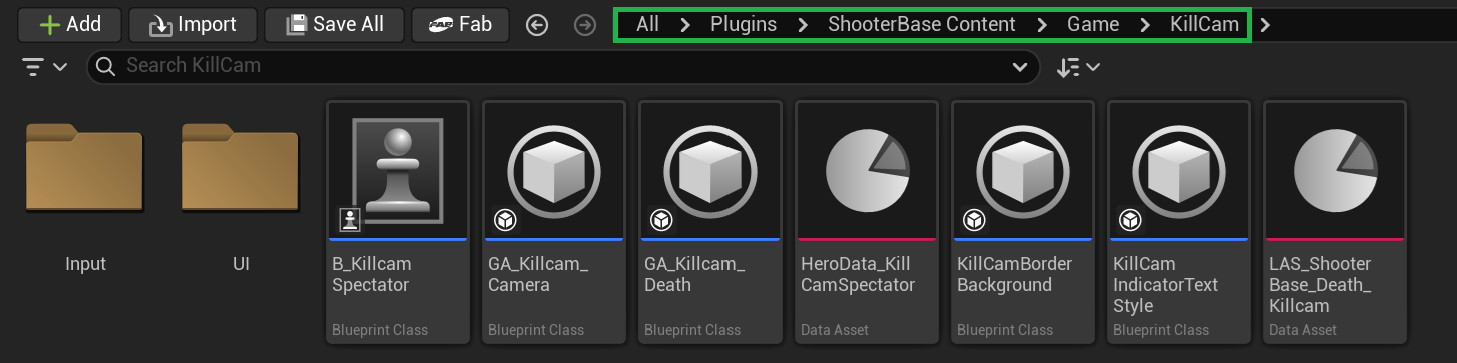 Add Import Save All Fab All Plugins ShooterBase Content Game KillCam
Search KillCam
Input
UI
B_Killcam
Spectator
Blueprint Class
GA_Killcam_
Camera
Blueprint Class
GA_Killcam_
Death
Blueprint Class
HeroData_Kill
CamSpectator
Data Asset
KillCamBorder
Background
Blueprint Class
KillCam
IndicatorText
Style
Blueprint Class
LAS_Shooter
Base_Death_
Killcam
Data Asset